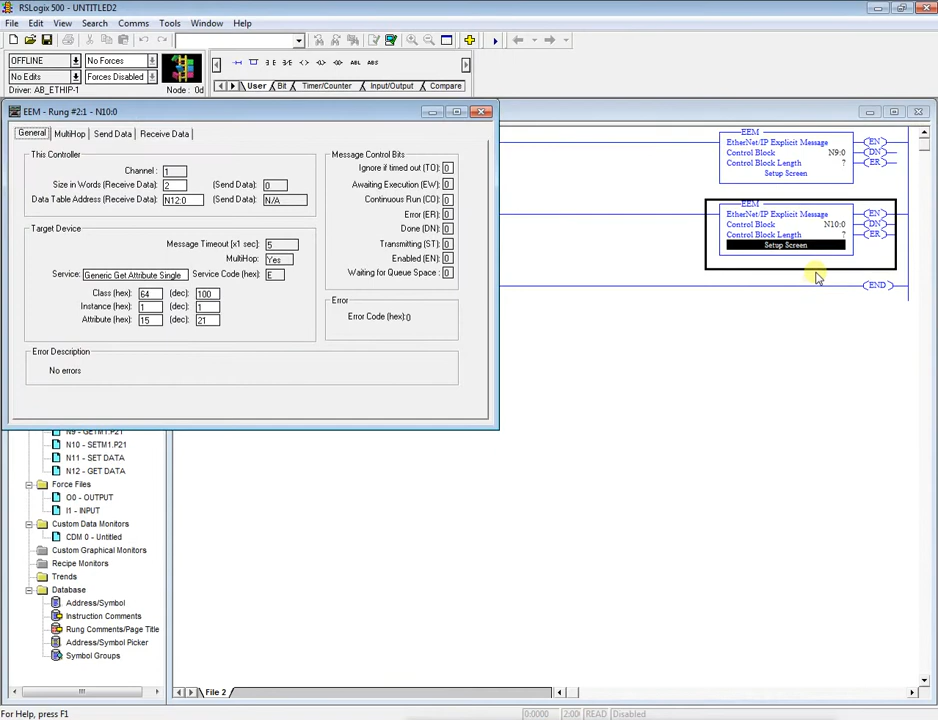 RSLogix 500 - UNTITLED2
File Edit View Search Comms Tools Window Help
OFFLINE No Forces
No Edits Forces Disabled
Driver: AB_ETHIP-1 Node : 0d
User Bit Timer/Counter Input/Output Compare
EEM - Rung #2:1 - N10:0
General MultiHop Send Data Receive Data
This Controller
Channel : 1
Size in Words (Receive Data): 2 (Send Data): 0
Data Table Address (Receive Data): N12:0 (Send Data): N/A
Target Device
Message Timeout [x1 sec]: 5
MultiHop: Yes
Service: Generic Get Attribute Single Service Code (hex): E
Class (hex): 64 (dec): 100
Instance (hex): 1 (dec): 1
Attribute (hex): 15 (dec): 21
Message Control Bits
Ignore if timed out (TO): 0
Awaiting Execution (EW): 0
Continuous Run (CO): 0
Error (ER): 0
Message Done (DN): 0
Transmitting (ST): 0
Enabled (EN): 0
Waiting for Queue Space : 0
Error
Error Code (hex): 0
Error Description
No errors
EEM
EtherNet/IP Explicit Message
Control Block N9:0
Control Block Length ?
Setup Screen
EN
DN
ER
EEM
EtherNet/IP Explicit Message
Control Block N10:0
Control Block Length ?
Setup Screen
EN
DN
ER
END
N9 - GETM1.P21
N10 - SETM1.P21
N11 - SET DATA
N12 - GET DATA
Force Files
O0 - OUTPUT
I1 - INPUT
Custom Data Monitors
CDM 0 - Untitled
Custom Graphical Monitors
Recipe Monitors
Trends
Database
Address/Symbol
Instruction Comments
Rung Comments/Page Title
Address/Symbol Picker
Symbol Groups
File 2
For Help, press F1
0:0000 2:00 READ Disabled